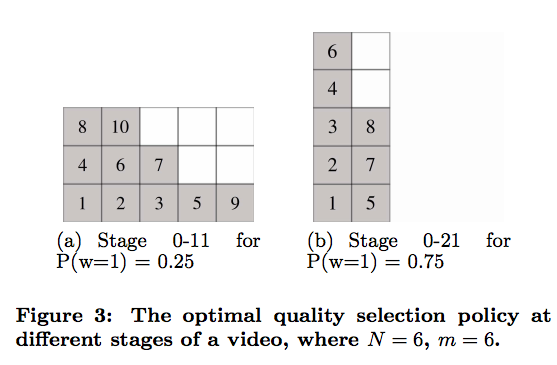 6
4
8 10 3 8
4 6 7 2 7
1 2 3 5 9 1 5
(a) Stage 0-11 for
P(w=1) = 0.25
(b) Stage 0-21 for
P(w=1) = 0.75
Figure 3: The optimal quality selection policy at
different stages of a video, where N = 6, m = 6.